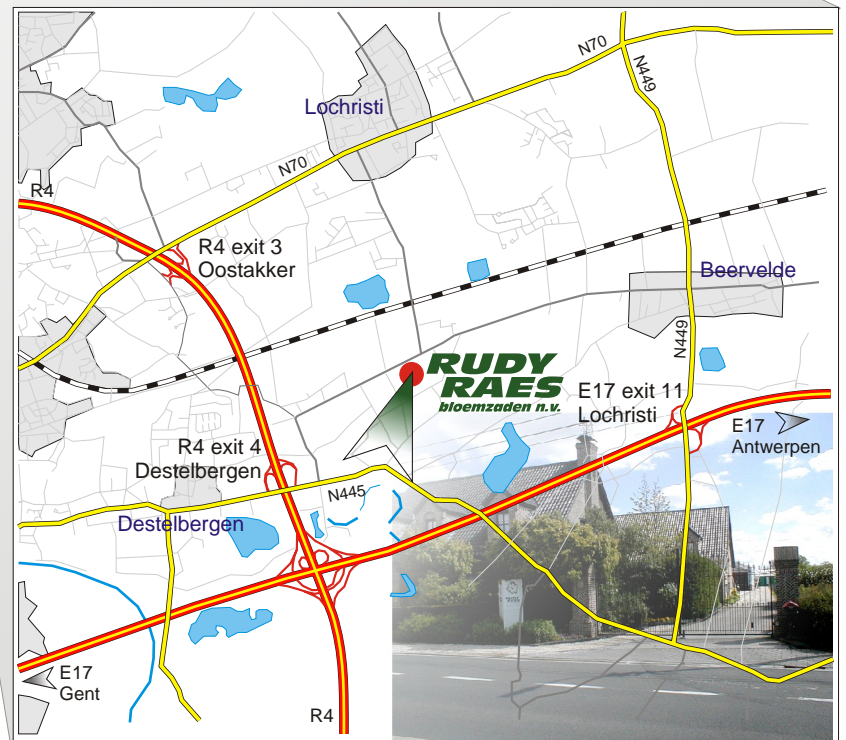 N70
N449
Lochristi
N70
R4
R4 exit 3
Oostakker
Beervelde
N449
RUDY
RAES
bloemzaden n.v.
E17 exit 11
Lochristi
E17
Antwerpen
R4 exit 4
Destelbergen
N445
Destelbergen
E17
Gent
R4